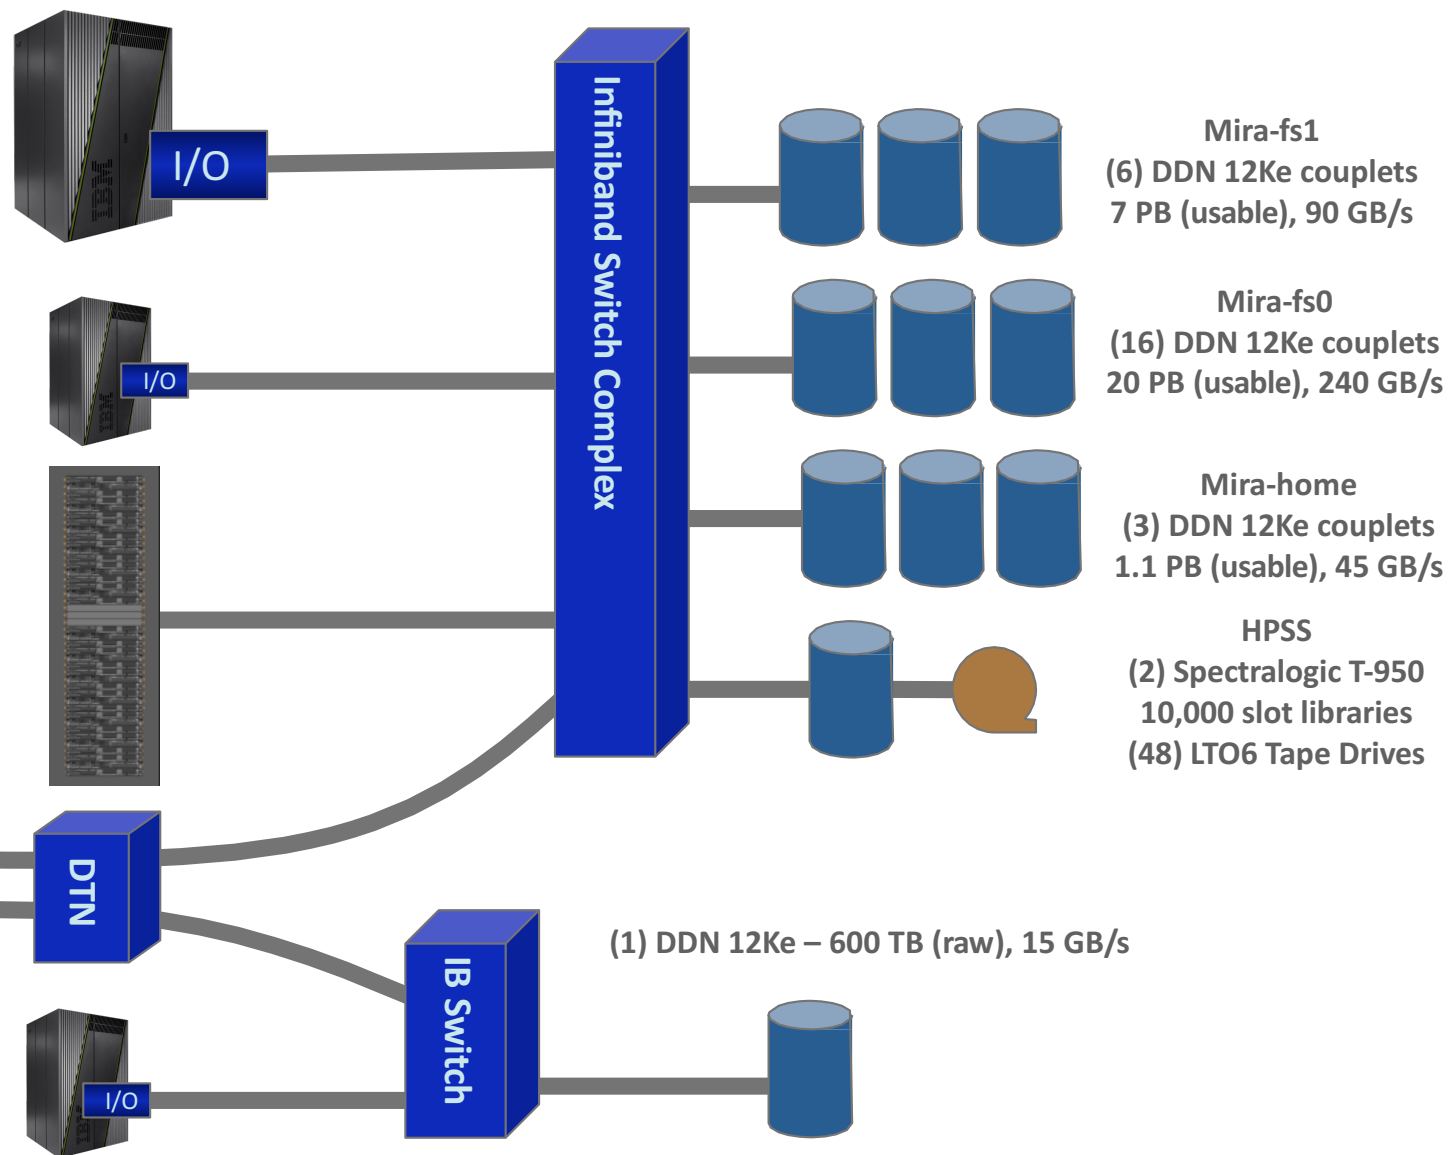 IBM
I/O
Infiniband Switch Complex
Mira-fs1
(6) DDN 12Ke couplets
7 PB (usable), 90 GB/s
IBM
I/O
Mira-fs0
(16) DDN 12Ke couplets
20 PB (usable), 240 GB/s
Mira-home
(3) DDN 12Ke couplets
1.1 PB (usable), 45 GB/s
HPSS
(2) Spectralogic T-950
10,000 slot libraries
(48) LTO6 Tape Drives
DTN
(1) DDN 12Ke – 600 TB (raw), 15 GB/s
IB Switch
IBM
I/O